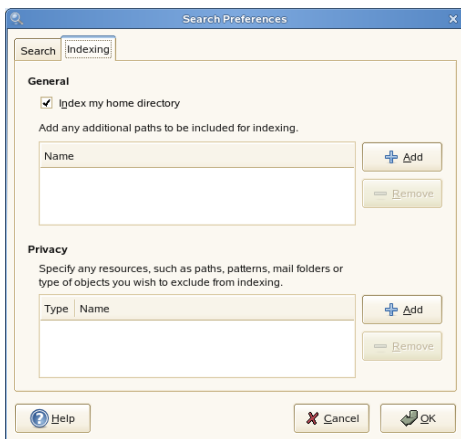 Search Preferences
Search Indexing
General
Index my home directory
Add any additional paths to be included for indexing.
Name
Add
Remove
Privacy
Specify any resources, such as paths, patterns, mail folders or
type of objects you wish to exclude from indexing.
Type Name
Add
Remove
Help Cancel OK